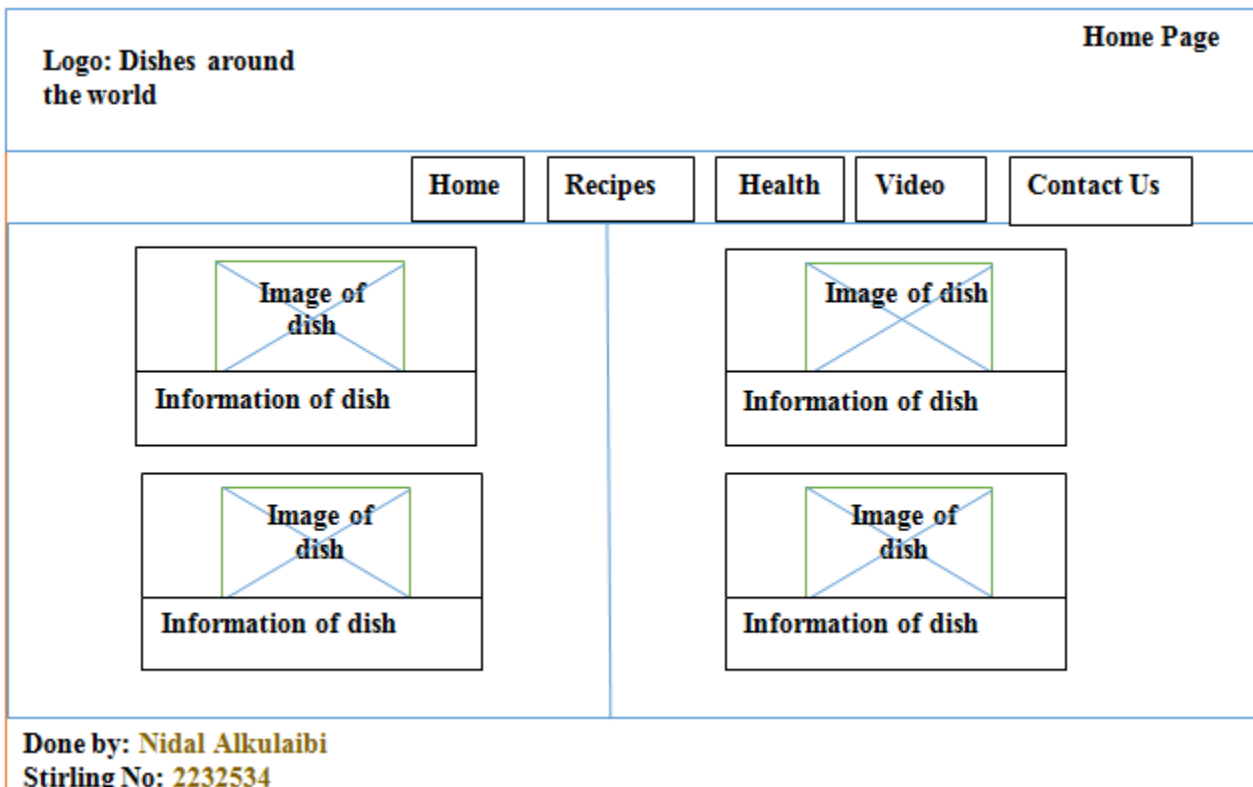 Home Page
Logo: Dishes around
the world
Home
Recipes
Health
Video
Contact Us
Image of
dish
Information of dish
Image of dish
Information of dish
Image of
dish
Information of dish
Image of
dish
Information of dish
Done by: Nidal Alkulaibi
Stirling No: 2232534